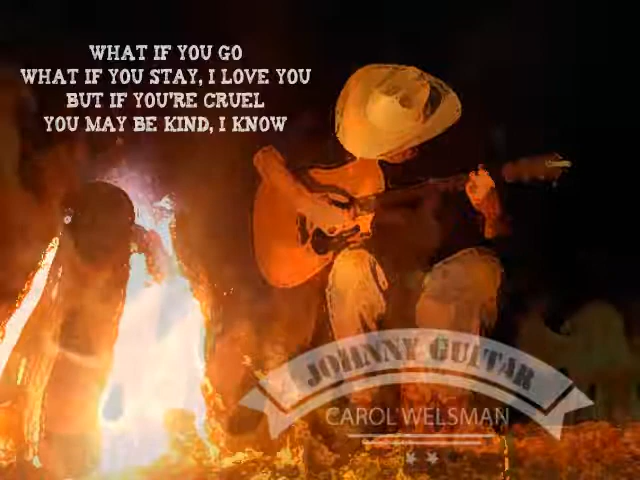 WHAT IF YOU GO
WHAT IF YOU STAY, I LOVE YOU
BUT IF YOU'RE CRUEL
YOU MAY BE KIND, I KNOW
JOHNNY GUITAR
CAROL WELSMAN